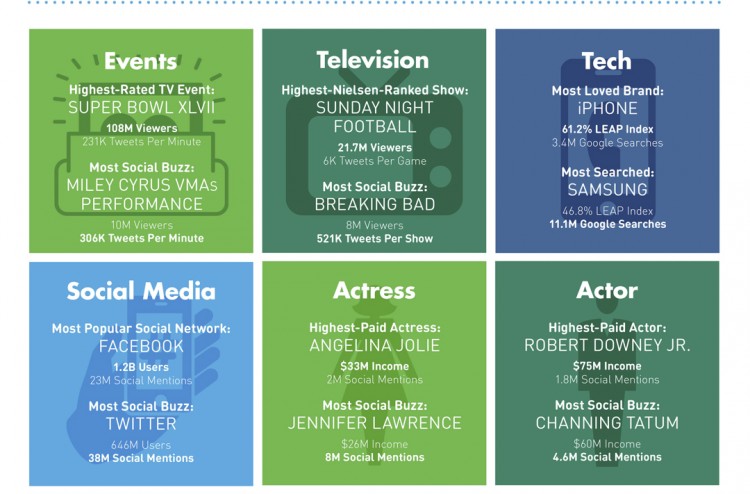 Events
Highest-Rated TV Event:
SUPER BOWL XLVII
108M Viewers
231K Tweets Per Minute
Most Social Buzz:
MILEY CYRUS VMAs
PERFORMANCE
10M Viewers
306K Tweets Per Minute
Television
Highest-Nielsen-Ranked Show:
SUNDAY NIGHT
FOOTBALL
21.7M Viewers
6K Tweets Per Game
Most Social Buzz:
BREAKING BAD
8M Viewers
521K Tweets Per Show
Tech
Most Loved Brand:
iPHONE
61.2% LEAP Index
3.4M Google Searches
Most Searched:
SAMSUNG
46.8% LEAP Index
11.1M Google Searches
Social Media
Most Popular Social Network:
FACEBOOK
1.2B Users
23M Social Mentions
Most Social Buzz:
TWITTER
646M Users
38M Social Mentions
Actress
Highest-Paid Actress:
ANGELINA JOLIE
$33M Income
2M Social Mentions
Most Social Buzz:
JENNIFER LAWRENCE
$26M Income
8M Social Mentions
Actor
Highest-Paid Actor:
ROBERT DOWNEY JR.
$75M Income
1.8M Social Mentions
Most Social Buzz:
CHANNING TATUM
$60M Income
4.6M Social Mentions